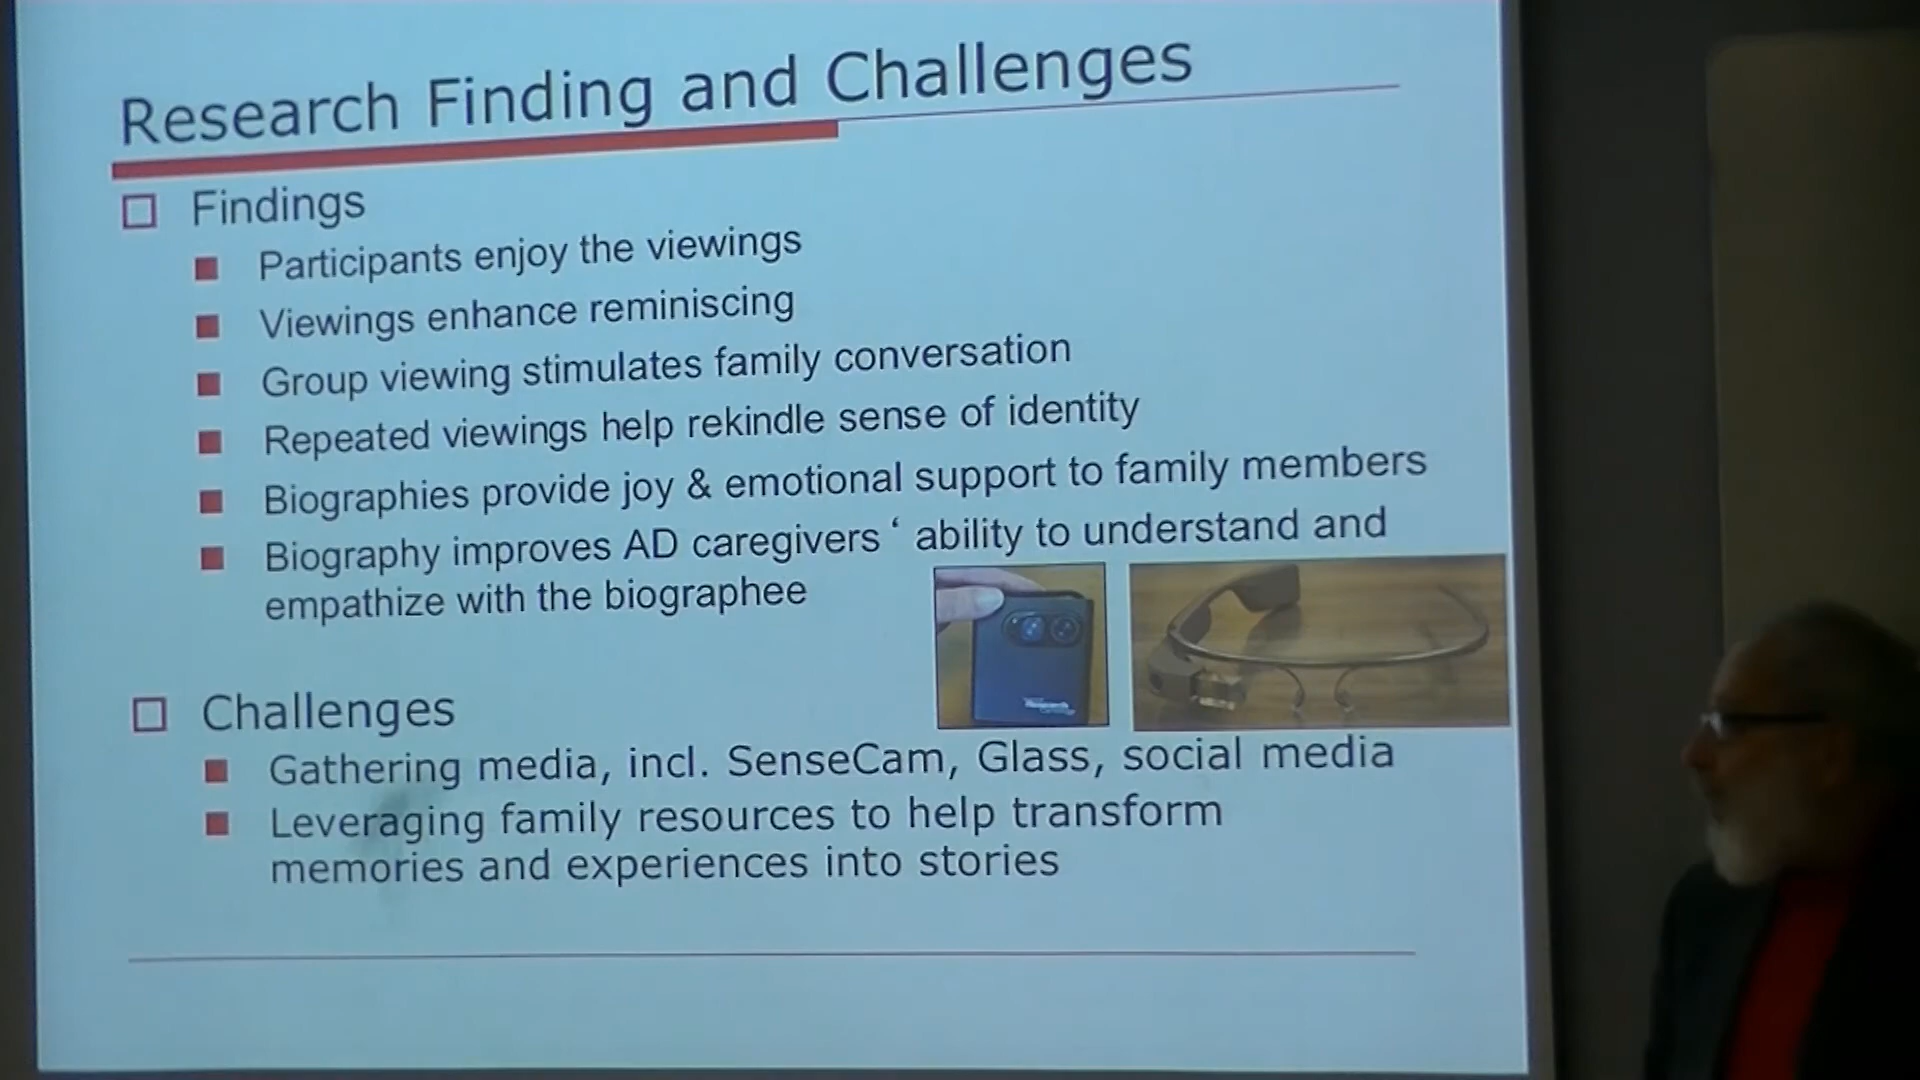 Research Finding and Challenges
Findings
Participants enjoy the viewings
Viewings enhance reminiscing
Group viewing stimulates family conversation
Repeated viewings help rekindle sense of identity
Biographies provide joy & emotional support to family members
Biography improves AD caregivers ‘ ability to understand and
empathize with the biographee
Research
Challenges
Gathering media, incl. SenseCam, Glass, social media
Leveraging family resources to help transform
memories and experiences into stories